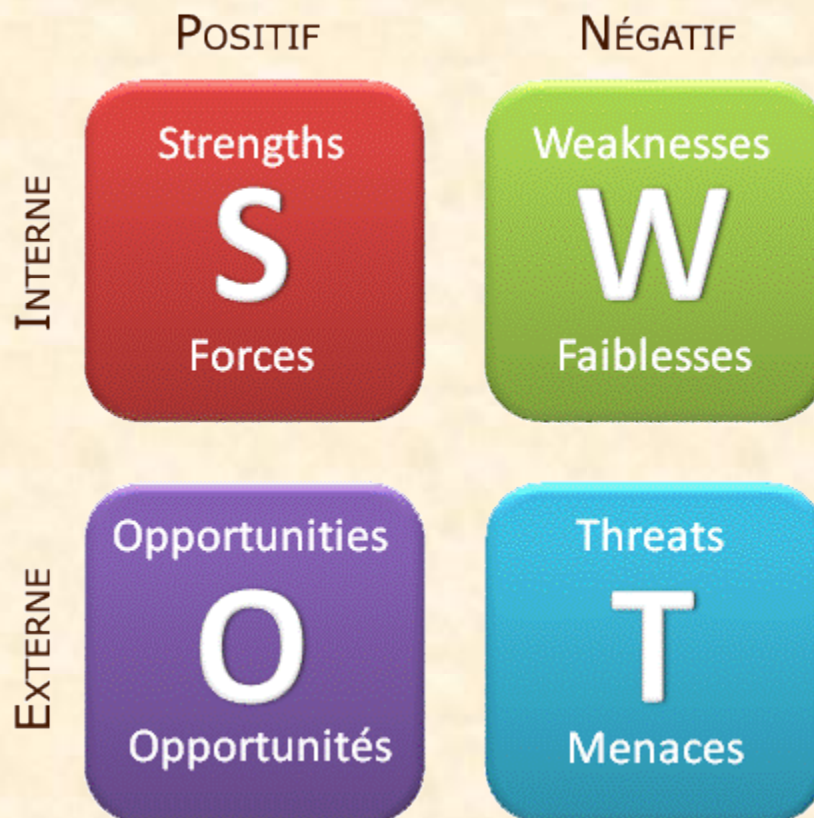 POSITIF
NÉGATIF
INTERNE
Strengths
S
Forces
Weaknesses
W
Faiblesses
EXTERNE
Opportunities
O
Opportunités
Threats
T
Menaces